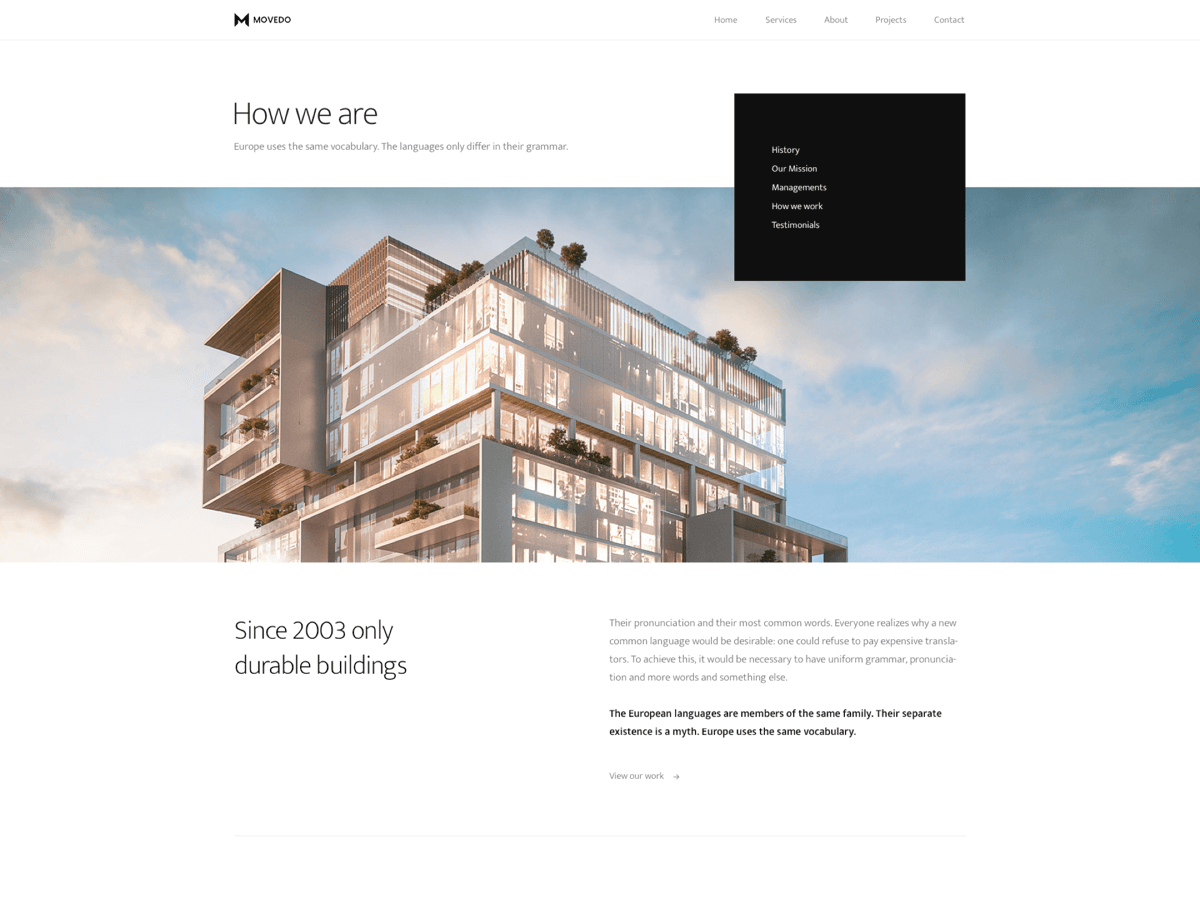 MOVEDO
Home Services About Projects Contact
How we are
Europe uses the same vocabulary. The languages only differ in their grammar.
History
Our Mission
Managements
How we work
Testimonials
Since 2003 only
durable buildings
Their pronunciation and their most common words. Everyone realizes why a new
common language would be desirable: one could refuse to pay expensive transla-
tors. To achieve this, it would be necessary to have uniform grammar, pronuncia-
tion and more words and something else.
The European languages are members of the same family. Their separate
existence is a myth. Europe uses the same vocabulary.
View our work →